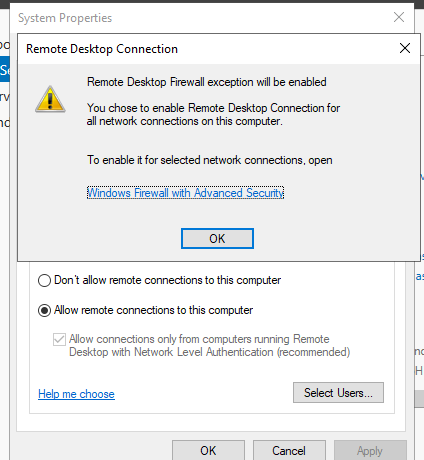 System Properties
Remote Desktop Connection
Remote Desktop Firewall exception will be enabled
You chose to enable Remote Desktop Connection for
all network connections on this computer.
To enable it for selected network connections, open
Windows Firewall with Advanced Security
OK
Don't allow remote connections to this computer
Allow remote connections to this computer
Allow connections only from computers running Remote
Desktop with Network Level Authentication (recommended)
Help me choose
Select Users...
OK
Cancel
Apply